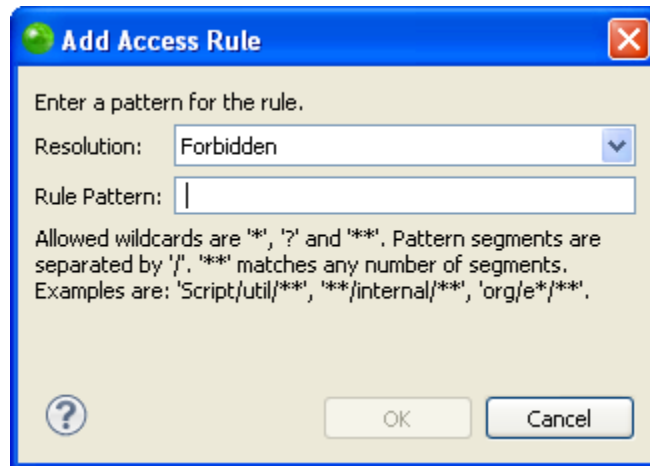 Add Access Rule
Enter a pattern for the rule.
Resolution: Forbidden
Rule Pattern:
Allowed wildcards are '*', '?' and '**'. Pattern segments are
separated by '/'. '**' matches any number of segments.
Examples are: 'Script/util/**', '**/internal/**', 'org/e*/**'.
? OK Cancel